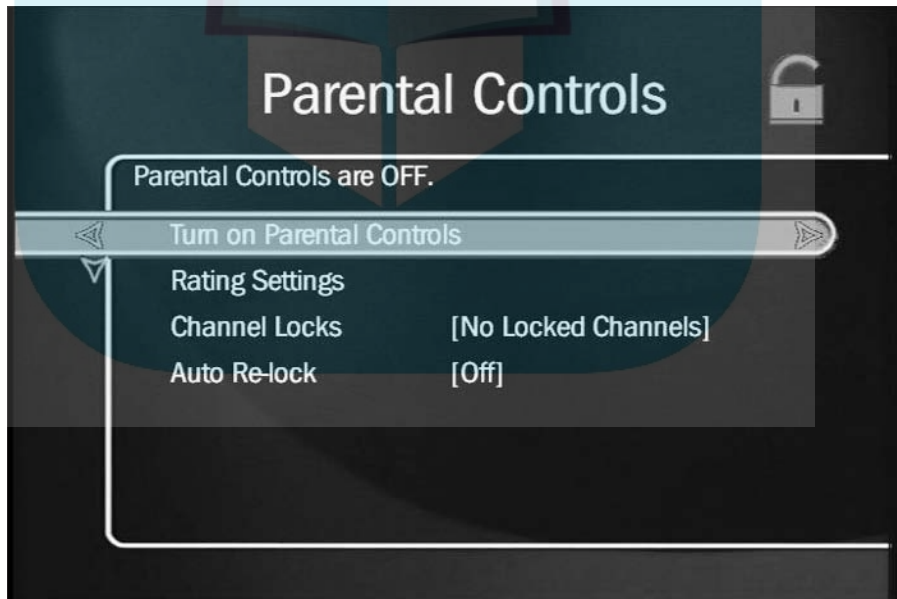 Parental Controls
Parental Controls are OFF.
Turn on Parental Controls
Rating Settings
Channel Locks [No Locked Channels]
Auto Re-lock [Off]